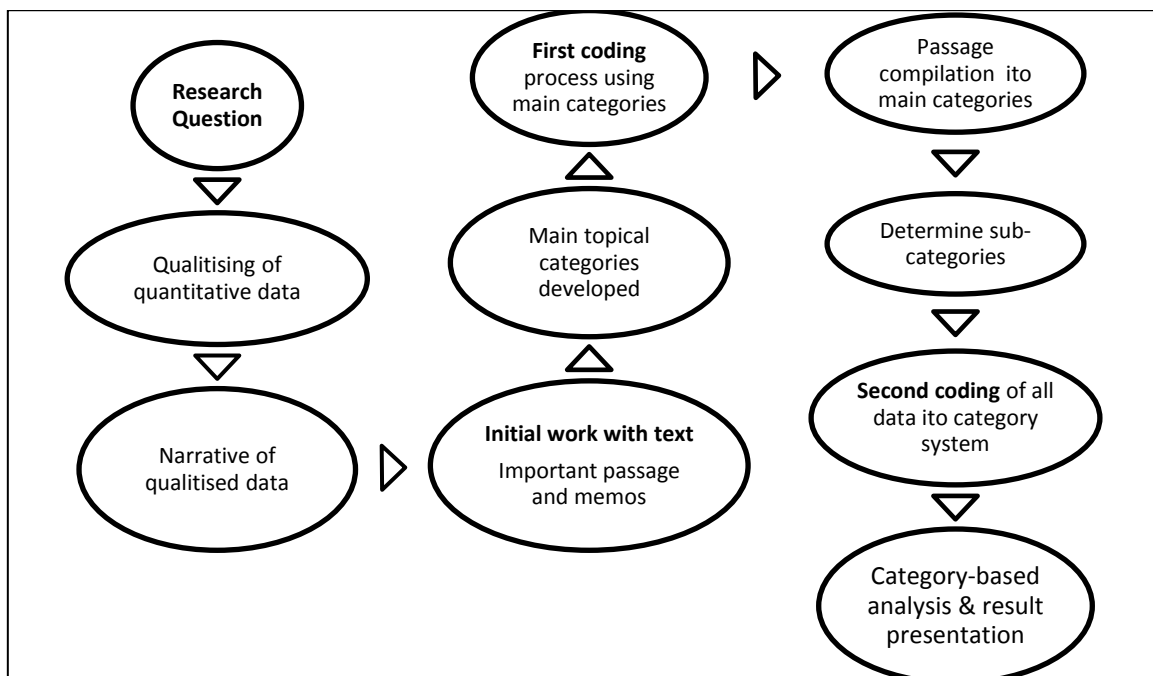 Research
Question
Qualitising of
quantitative data
Narrative of
qualitised data
Initial work with text
Important passage
and memos
Main topical
categories
developed
First coding
process using
main categories
Passage
compilation ito
main categories
Determine sub-
categories
Second coding of all
data ito category
system
Category-based
analysis & result
presentation